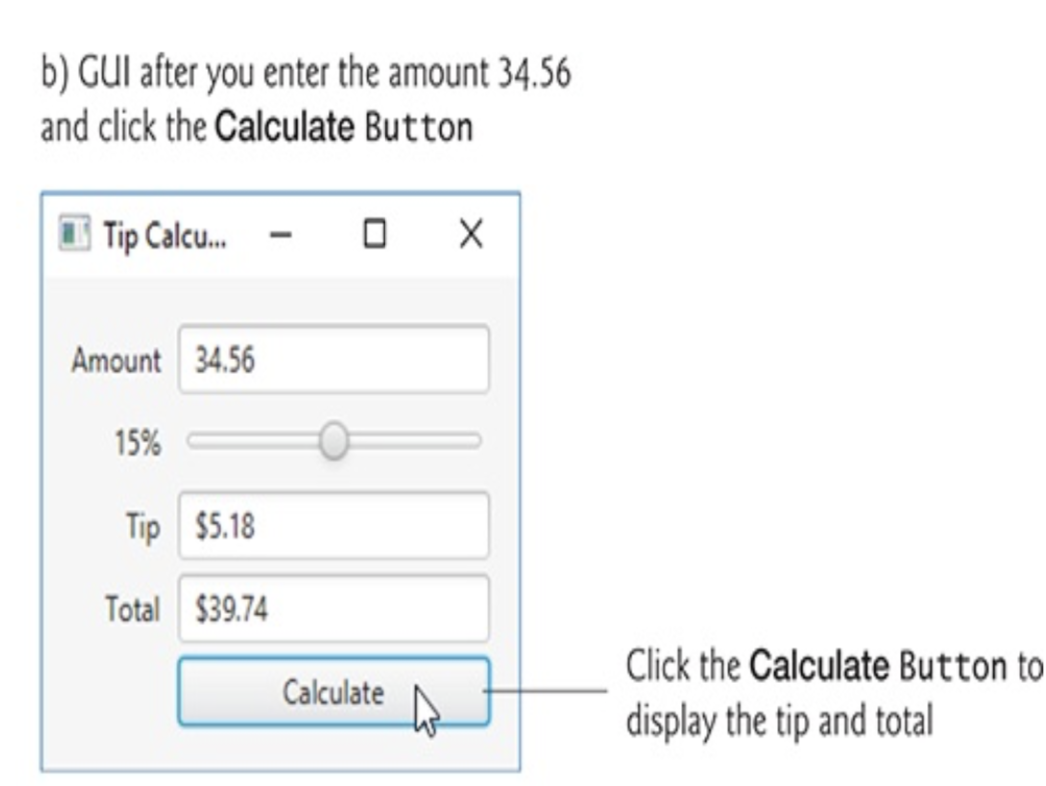 b) GUI after you enter the amount 34.56
and click the Calculate Button
Tip Calcu...
Amount 34.56
15%
Tip $5.18
Total $39.74
Calculate
Click the Calculate Button to
display the tip and total